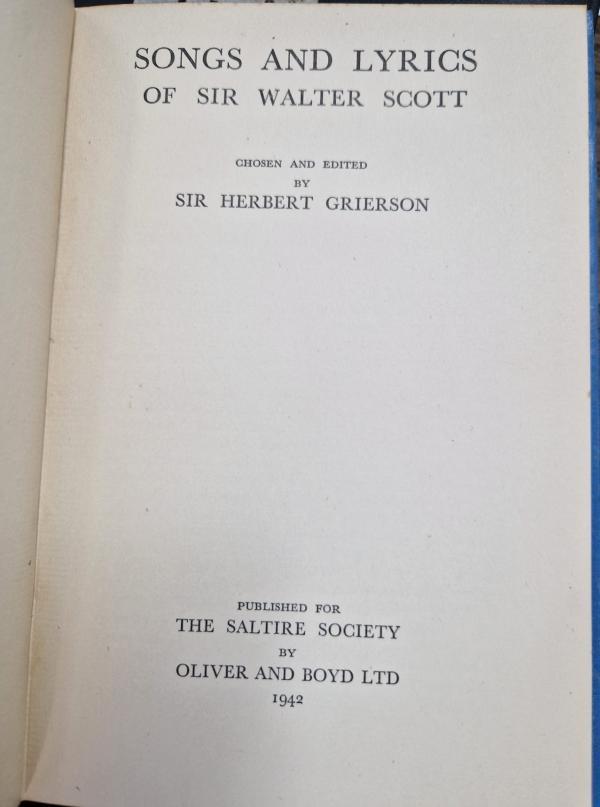 SONGS AND LYRICS
OF SIR WALTER SCOTT
CHOSEN AND EDITED
BY
SIR HERBERT GRIERSON
PUBLISHED FOR
THE SALTIRE SOCIETY
BY
OLIVER AND BOYD LTD
1942